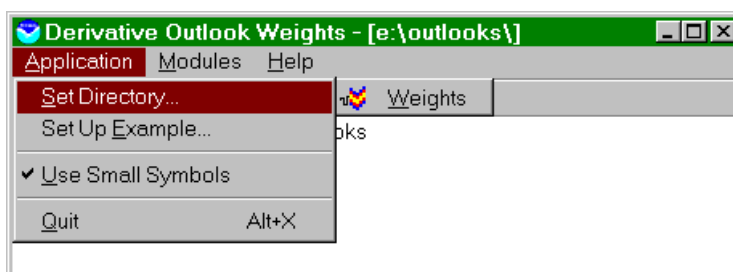 Derivative Outlook Weights - [e:\outlooks\]
Application Modules Help
Set Directory...
Weights
Set Up Example...
oks
✔ Use Small Symbols
Quit Alt+X